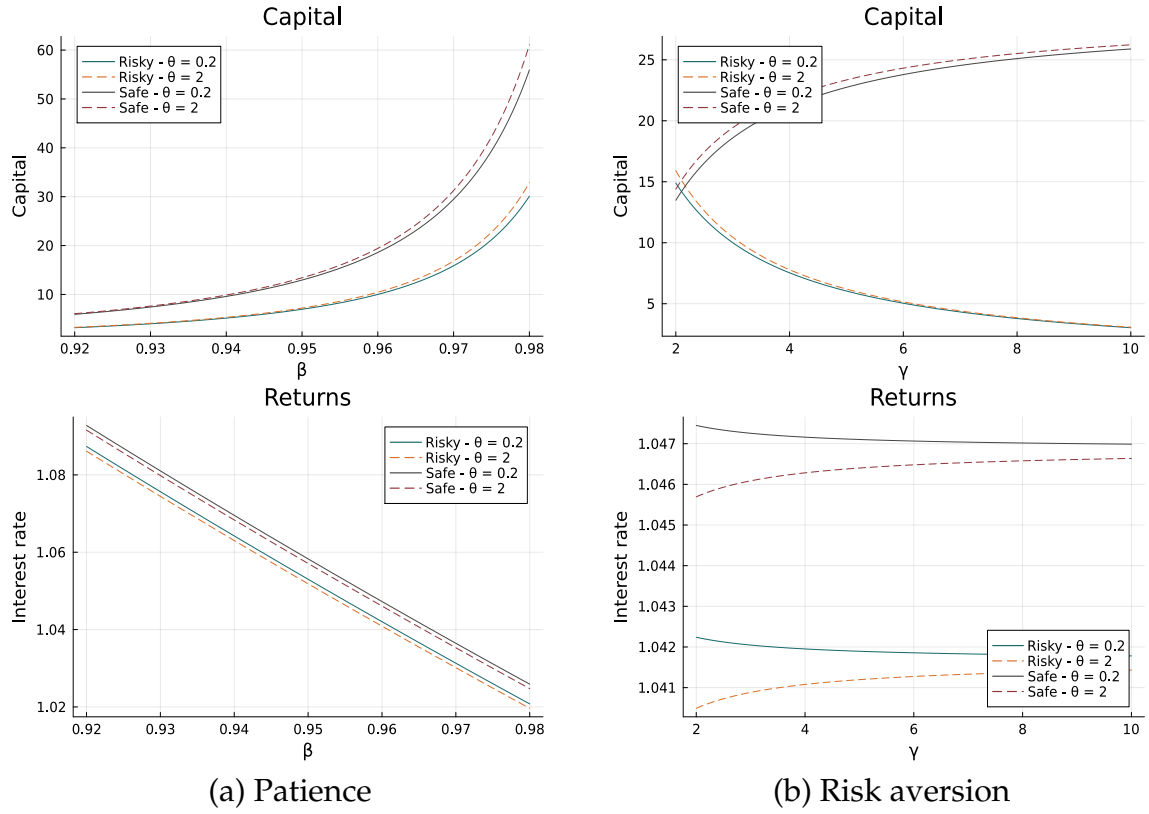 Capital
Risky - θ = 0.2
Risky - θ = 2
Safe - θ = 0.2
Safe - θ = 2
Capital
60
50
40
30
20
10
0.92 0.93 0.94 0.95 0.96 0.97 0.98
β
Capital
Risky - θ = 0.2
Risky - θ = 2
Safe - θ = 0.2
Safe - θ = 2
Capital
25
20
15
10
5
2 4 6 8 10
γ
Returns
Risky - θ = 0.2
Risky - θ = 2
Safe - θ = 0.2
Safe - θ = 2
Interest rate
1.08
1.06
1.04
1.02
0.92 0.93 0.94 0.95 0.96 0.97 0.98
β
(a) Patience
Returns
Interest rate
1.047
1.046
1.045
1.044
1.043
1.042
1.041
Risky - θ = 0.2
Risky - θ = 2
Safe - θ = 0.2
Safe - θ = 2
2 4 6 8 10
γ
(b) Risk aversion